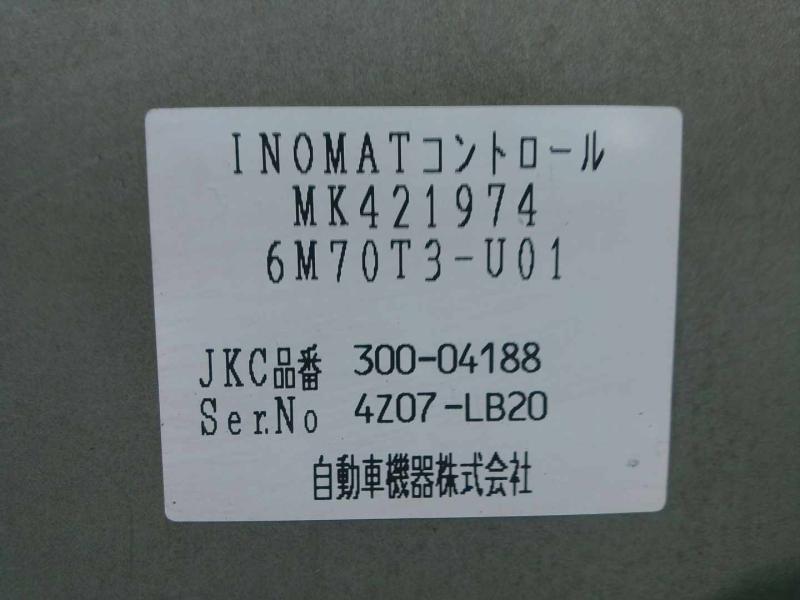 INOMATコントロール
MK421974
6M70T3-U01
JKC品番 300-04188
Ser.No 4Z07-LB20
自動車機器株式会社